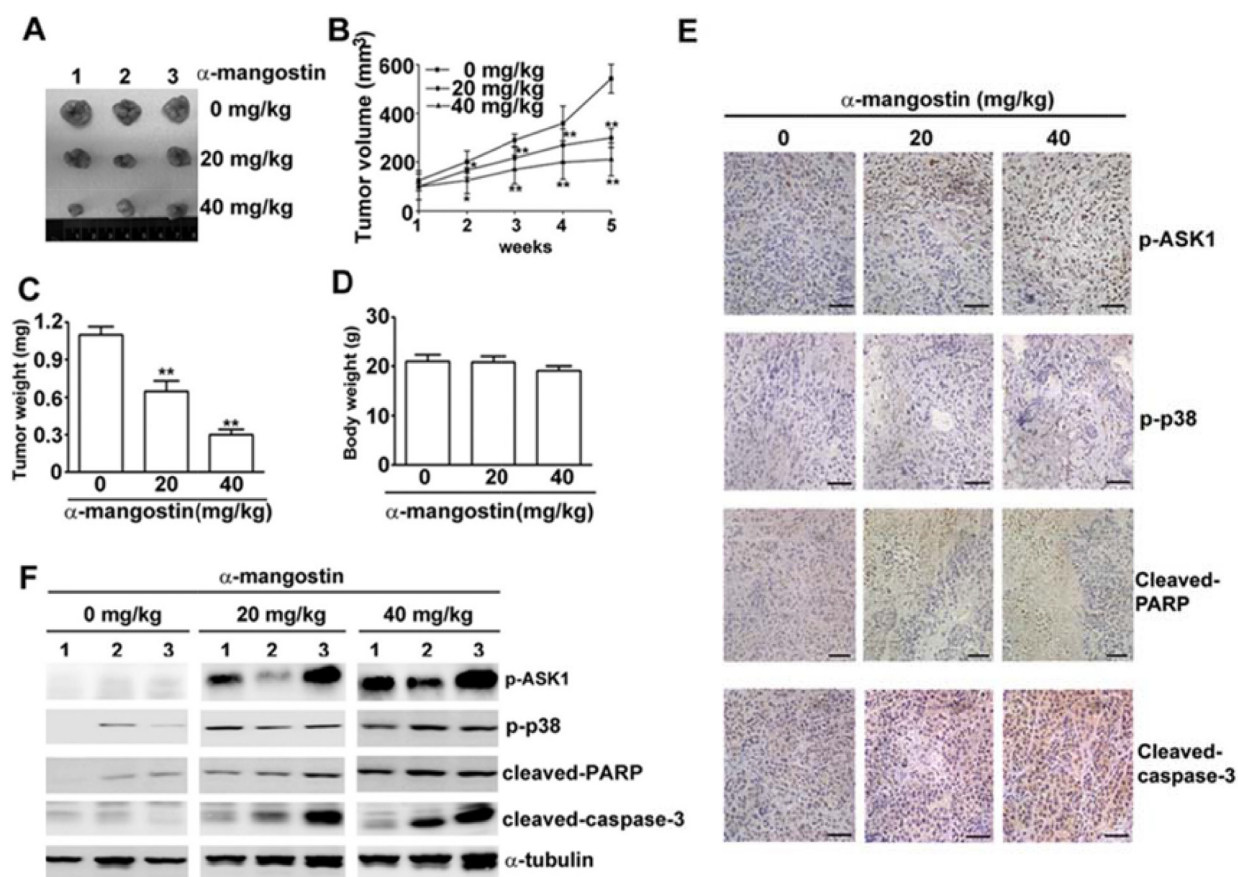 A
1 2 3 α-mangostin
0 mg/kg
20 mg/kg
40 mg/kg
B
Tumor volume (mm3)
600
400
200
0
0 mg/kg
20 mg/kg
40 mg/kg
* ** ** **
* ** ** **
1 2 3 4 5
weeks
C
Tumor weight (mg)
1.2
0.9
0.6
0.3
0
**
**
0 20 40
α-mangostin(mg/kg)
D
Body weight (g)
30
20
10
0
0 20 40
α-mangostin(mg/kg)
E
α-mangostin (mg/kg)
0 20 40
p-ASK1
p-p38
Cleaved-
PARP
Cleaved-
caspase-3
F
α-mangostin
0 mg/kg 20 mg/kg 40 mg/kg
1 2 3 1 2 3 1 2 3
p-ASK1
p-p38
cleaved-PARP
cleaved-caspase-3
α-tubulin